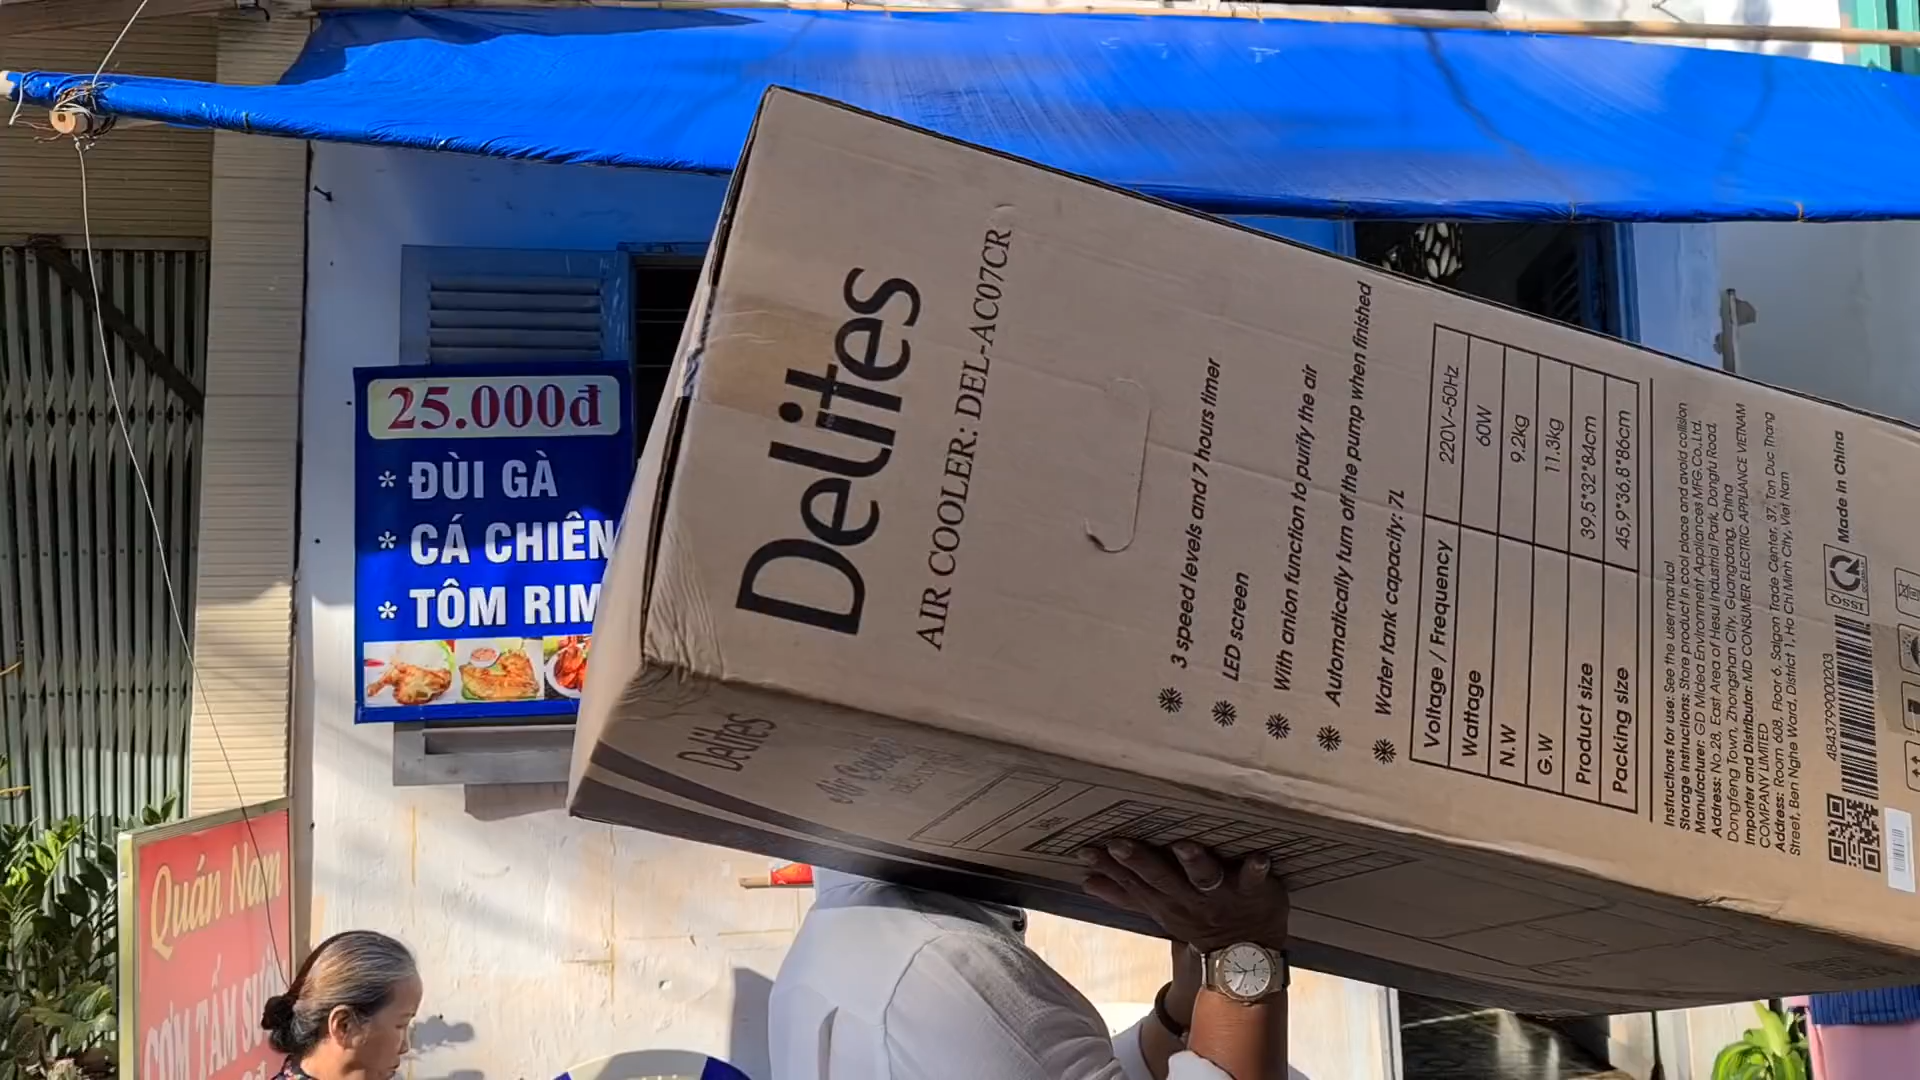 25.000đ
* ĐÙI GÀ
* CÁ CHIÊN
* TÔM RIM
Quán Nam
CƠM TẤM
Delites
AIR COOLER: DEL-AC07CR
3 speed levels and 7 hours timer
LED screen
With anion function to purify the air
Automatically turn off the pump when finished
Water tank capacity: 7L
Voltage / Frequency 220V~50Hz
Wattage 60W
N.W 9.2kg
G.W 11.3kg
Product size 39,5*32*84cm
Packing size 45,9*36,8*86cm
Instructions for use: See the user manual
Storage instructions: Store product in cool place and avoid collision
Manufacturer: GD Midea Environment Appliances MFG.Co.,Ltd.
Address: No.28, East Area of Hesui Industrial Park, Dongfu Road,
Dongfeng Town, Zhongshan City, Guangdong, China
Importer and Distributor: MD CONSUMER ELECTRIC APPLIANCE VIETNAM
COMPANY LIMITED
Address: Room 608, Floor 6, Saigon Trade Center, 37, Ton Duc Thang
Street, Ben Nghe Ward, District 1, Ho Chi Minh City, Viet Nam
4843799000203
ISSQ
Made in China
Delites
Air Cooler